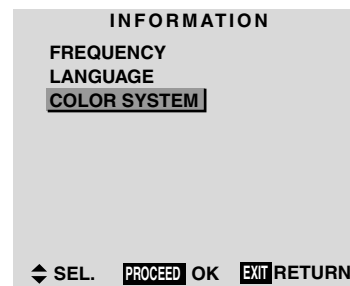 INFORMATION
FREQUENCY
LANGUAGE
COLOR SYSTEM
SEL. PROCEED OK EXIT RETURN